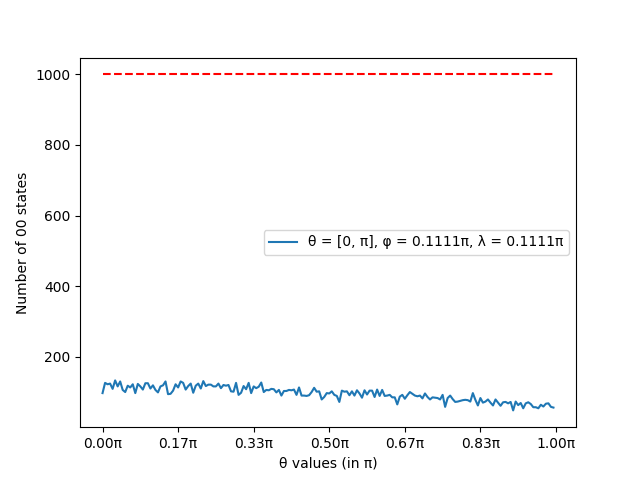 1000
800
600
400
200
Number of 00 states
θ = [0, π], φ = 0.1111π, λ = 0.1111π
0.00π 0.17π 0.33π 0.50π 0.67π 0.83π 1.00π
θ values (in π)